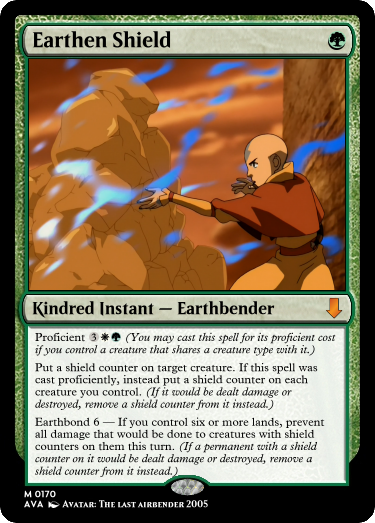 Earthen Shield
Kindred Instant — Earthbender
Proficient 3 (You may cast this spell for its proficient cost
if you control a creature that shares a creature type with it.)
Put a shield counter on target creature. If this spell was
cast proficiently, instead put a shield counter on each
creature you control. (If it would be dealt damage or
destroyed, remove a shield counter from it instead.)
Earthbond 6 — If you control six or more lands, prevent
all damage that would be done to creatures with shield
counters on them this turn. (If a permanent with a shield
counter on it would be dealt damage or destroyed, remove a
shield counter from it instead.)
M 0170
AVA Avatar: The last airbender 2005